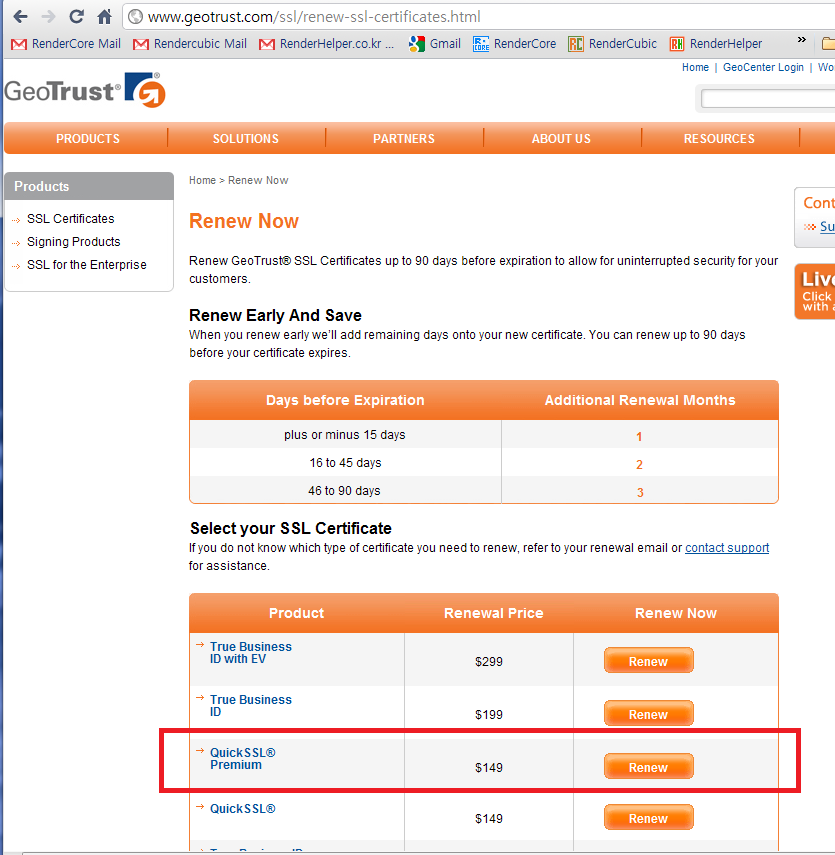 www.geotrust.com/ssl/renew-ssl-certificates.html
RenderCore Mail Rendercubic Mail RenderHelper.co.kr ... Gmail RenderCore RenderCubic RenderHelper »
Home | GeoCenter Login | Wo
GeoTrust®
PRODUCTS SOLUTIONS PARTNERS ABOUT US RESOURCES
Products
SSL Certificates
Signing Products
SSL for the Enterprise
Home > Renew Now
Renew Now
Renew GeoTrust® SSL Certificates up to 90 days before expiration to allow for uninterrupted security for your
customers.
Renew Early And Save
When you renew early we'll add remaining days onto your new certificate. You can renew up to 90 days
before your certificate expires.
Days before Expiration Additional Renewal Months
plus or minus 15 days 1
16 to 45 days 2
46 to 90 days 3
Select your SSL Certificate
If you do not know which type of certificate you need to renew, refer to your renewal email or contact support
for assistance.
Product Renewal Price Renew Now
True Business
ID with EV $299 Renew
True Business
ID $199 Renew
QuickSSL®
Premium $149 Renew
QuickSSL® $149 Renew
Cont
Su
Live
Click
with a